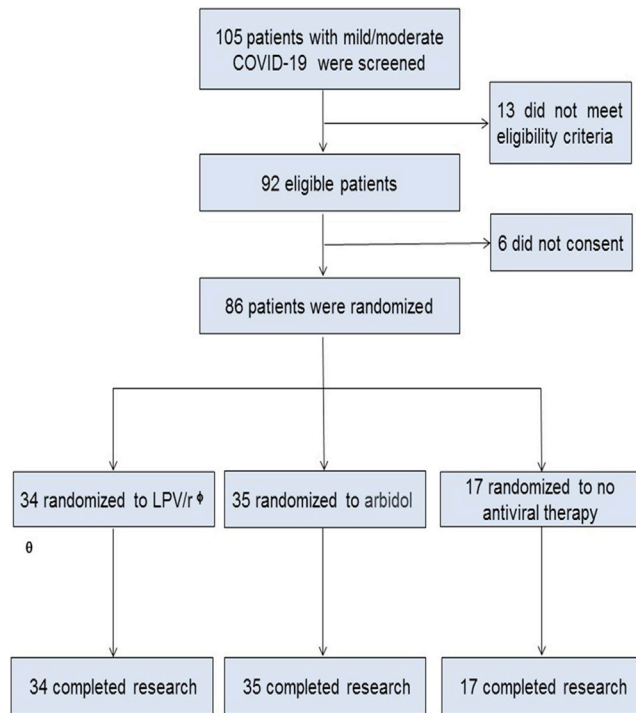 105 patients with mild/moderate
COVID-19 were screened
13 did not meet
eligibility criteria
92 eligible patients
6 did not consent
86 patients were randomized
34 randomized to LPV/r ϕ
θ
35 randomized to arbidol
17 randomized to no
antiviral therapy
34 completed research
35 completed research
17 completed research